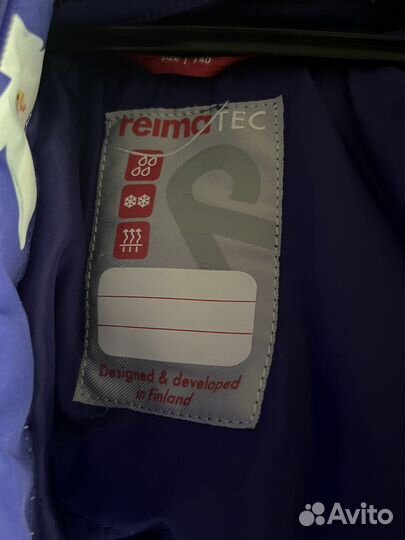 SIZE | 140
reimaTEC
Designed & developed
in Finland
Avito